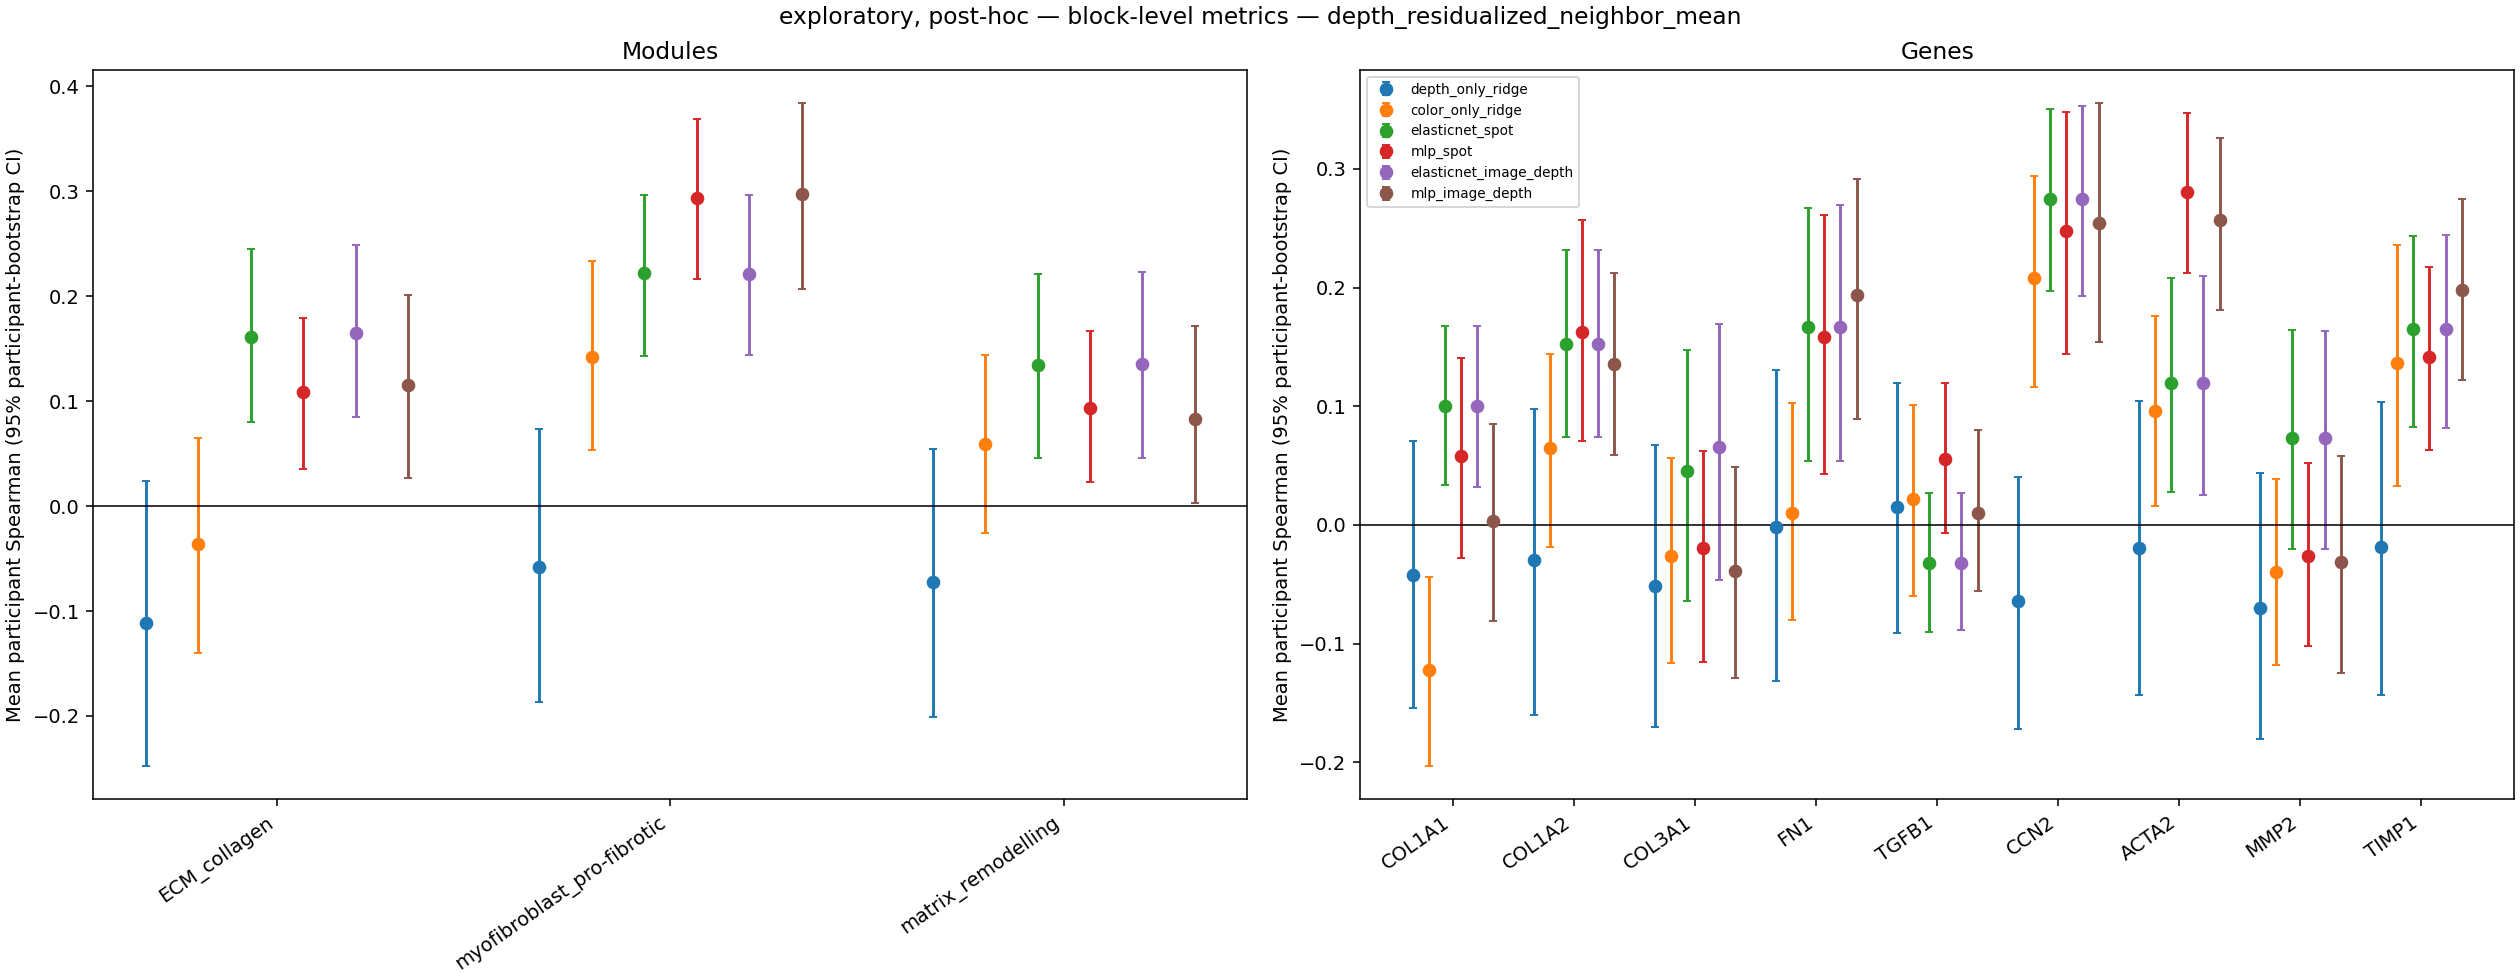 exploratory, post-hoc — block-level metrics — depth_residualized_neighbor_mean
Modules
Mean participant Spearman (95% participant-bootstrap CI)
0.4
0.3
0.2
0.1
0.0
−0.1
−0.2
ECM_collagen
myofibroblast_pro-fibrotic
matrix_remodelling
Genes
Mean participant Spearman (95% participant-bootstrap CI)
0.3
0.2
0.1
0.0
−0.1
−0.2
depth_only_ridge
color_only_ridge
elasticnet_spot
mlp_spot
elasticnet_image_depth
mlp_image_depth
COL1A1
COL1A2
COL3A1
FN1
TGFB1
CCN2
ACTA2
MMP2
TIMP1